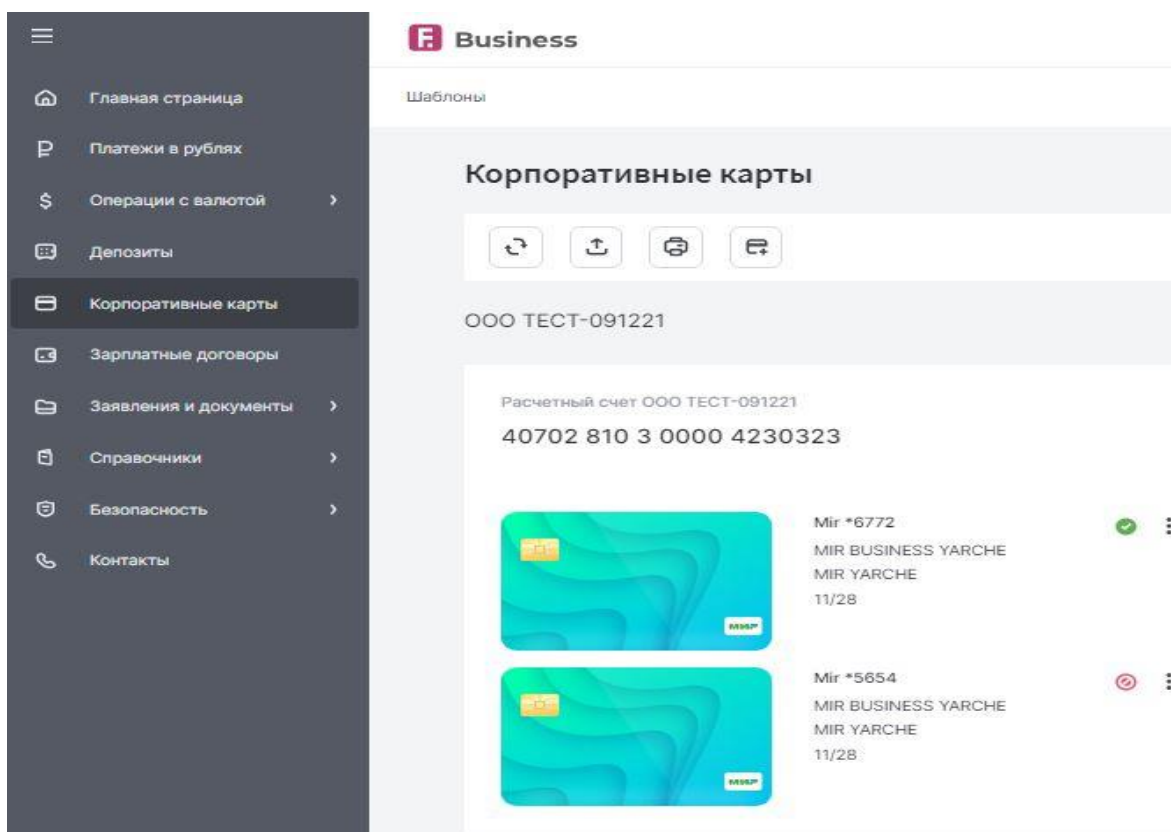 F. Business
Главная страница
Шаблоны
Платежи в рублях
Корпоративные карты
Операции с валютой
Депозиты
Корпоративные карты
ООО ТЕСТ-091221
Зарплатные договоры
Заявления и документы
Расчетный счет ООО ТЕСТ-091221
40702 810 3 0000 4230323
Справочники
Безопасность
Контакты
Mir *6772
MIR BUSINESS YARCHE
MIR YARCHE
11/28
МИР
Mir *5654
MIR BUSINESS YARCHE
MIR YARCHE
11/28
МИР